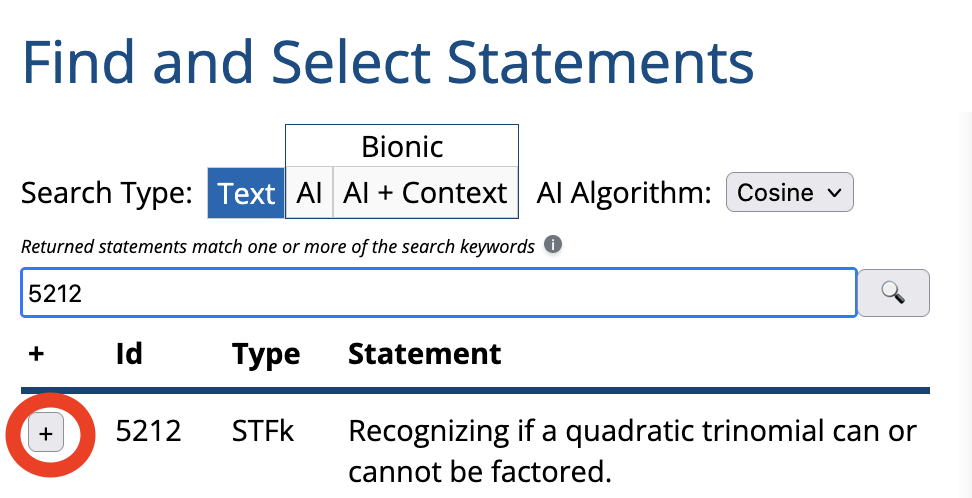 Find and Select Statements
Bionic
Search Type: Text AI AI + Context AI Algorithm: Cosine
Returned statements match one or more of the search keywords i
5212
+ Id Type Statement
+ 5212 STFk Recognizing if a quadratic trinomial can or
cannot be factored.